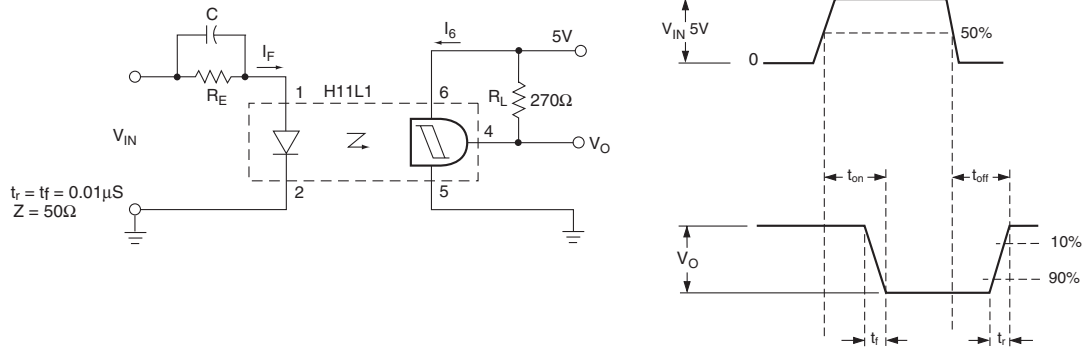 C
I_F
R_E
V_IN
t_r = tf = 0.01µS
Z = 50Ω
1
H11L1
2
I_6
5V
6
R_L 270Ω
4
V_O
5
V_IN 5V
50%
0
t_on
t_off
V_O
10%
90%
t_f
t_r